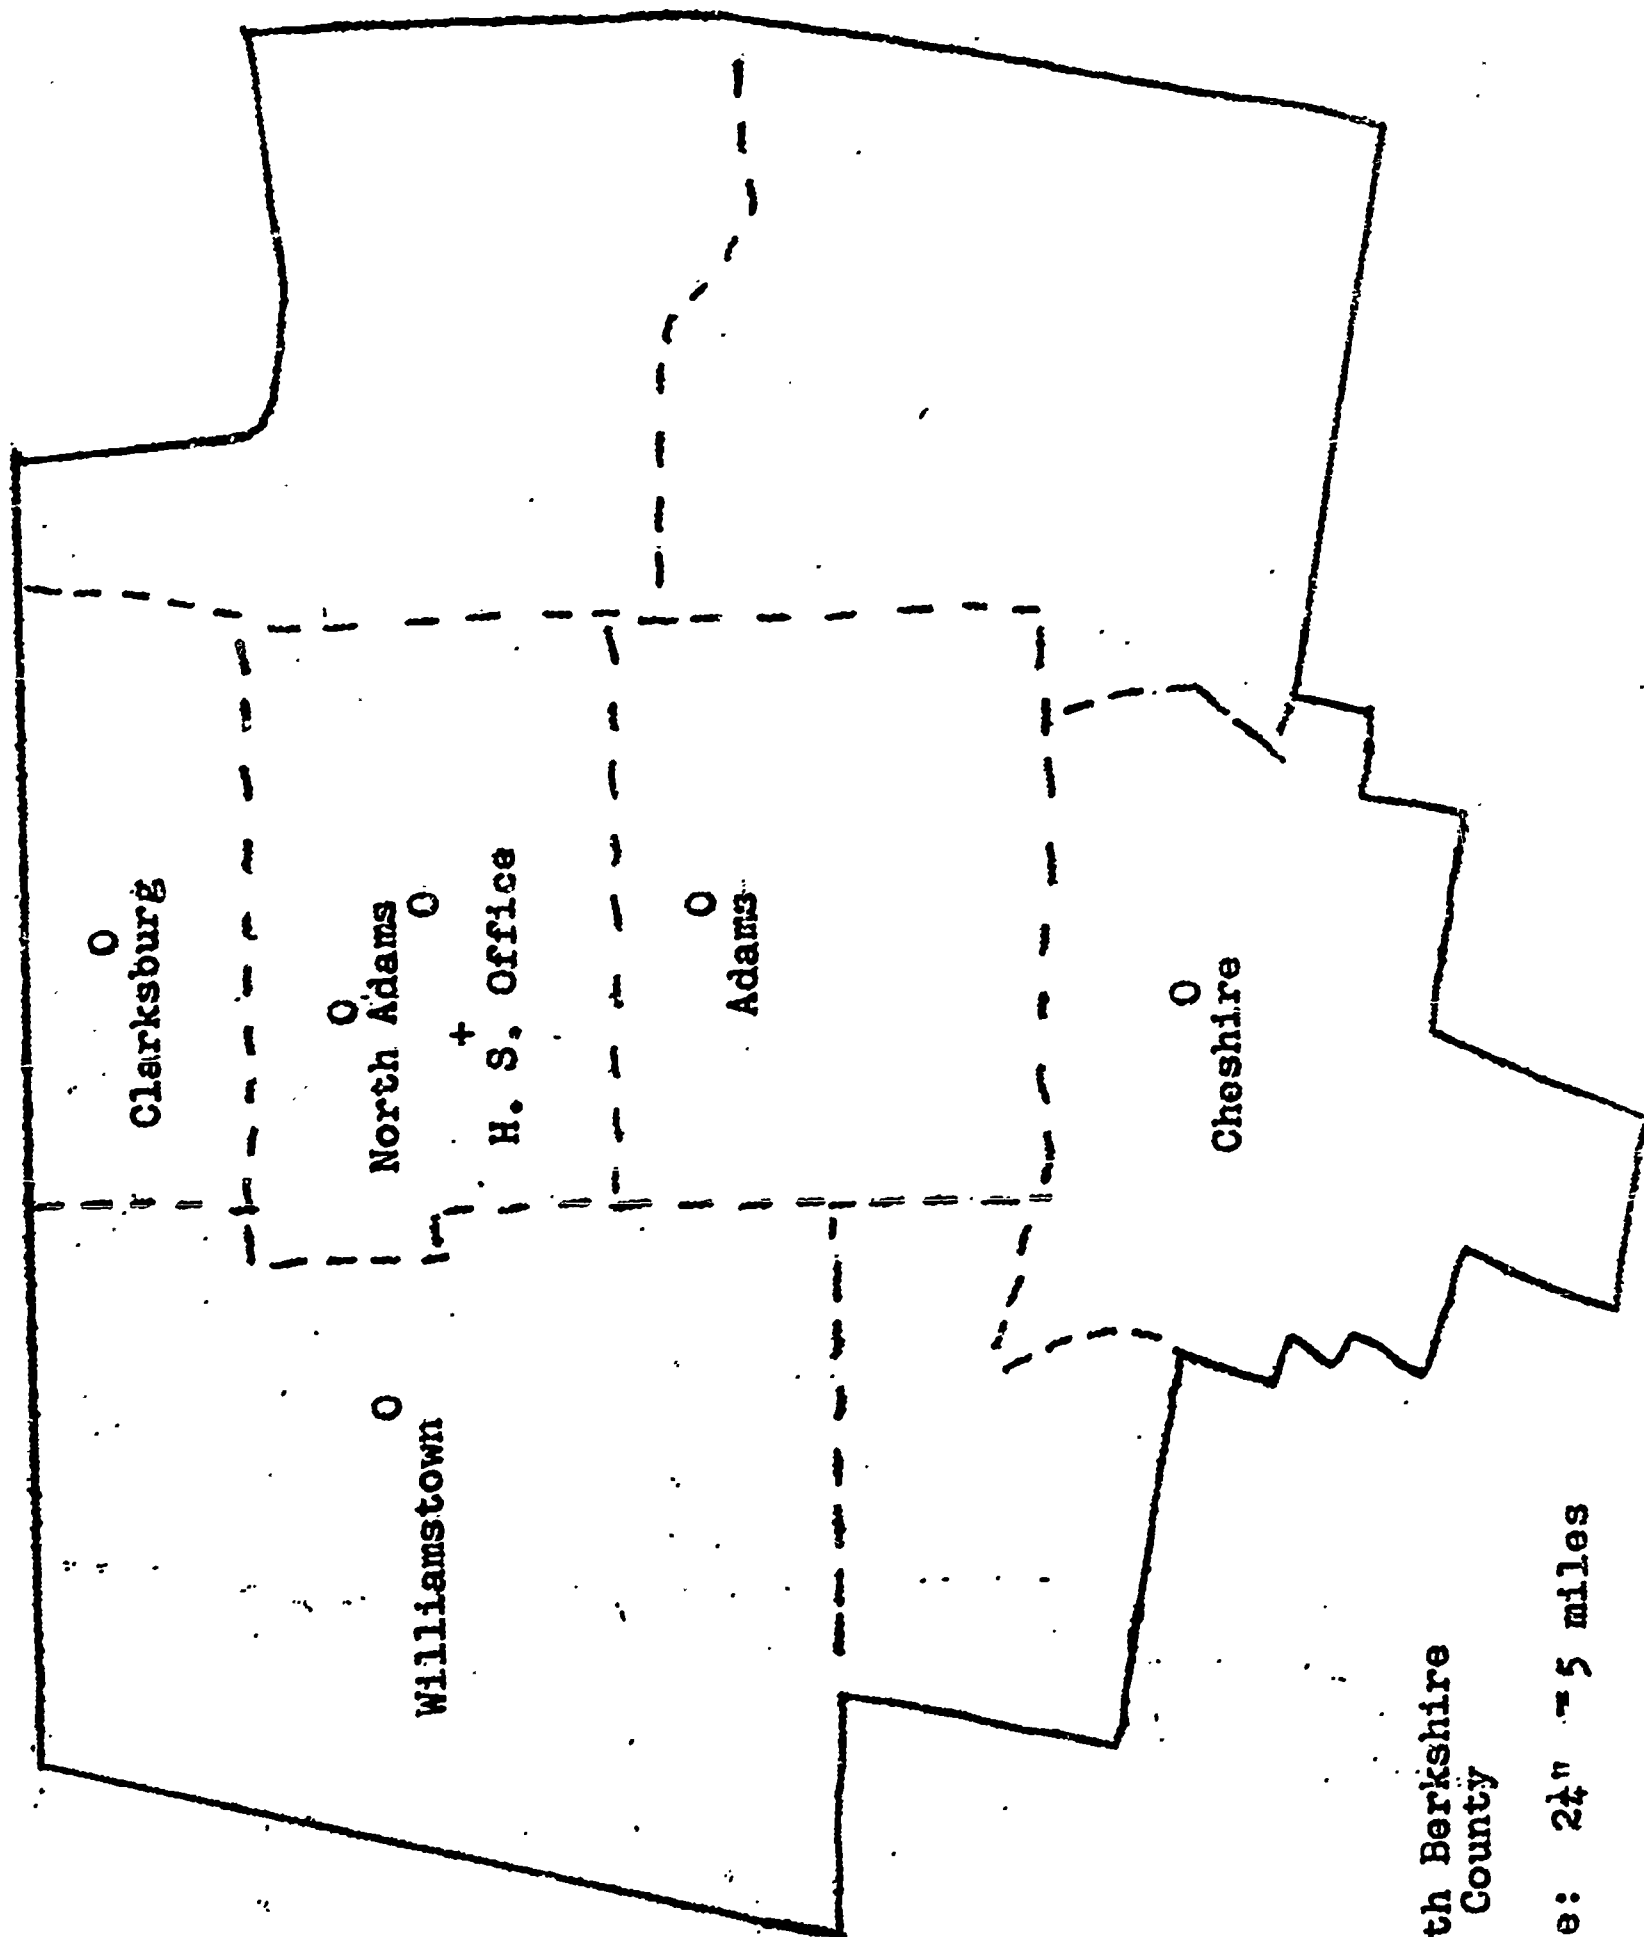 Clarksburg
North Adams
H. S. Office
Adams
Williamstown
Cheshire
th Berkshire
County
e: 2¼" = 5 miles